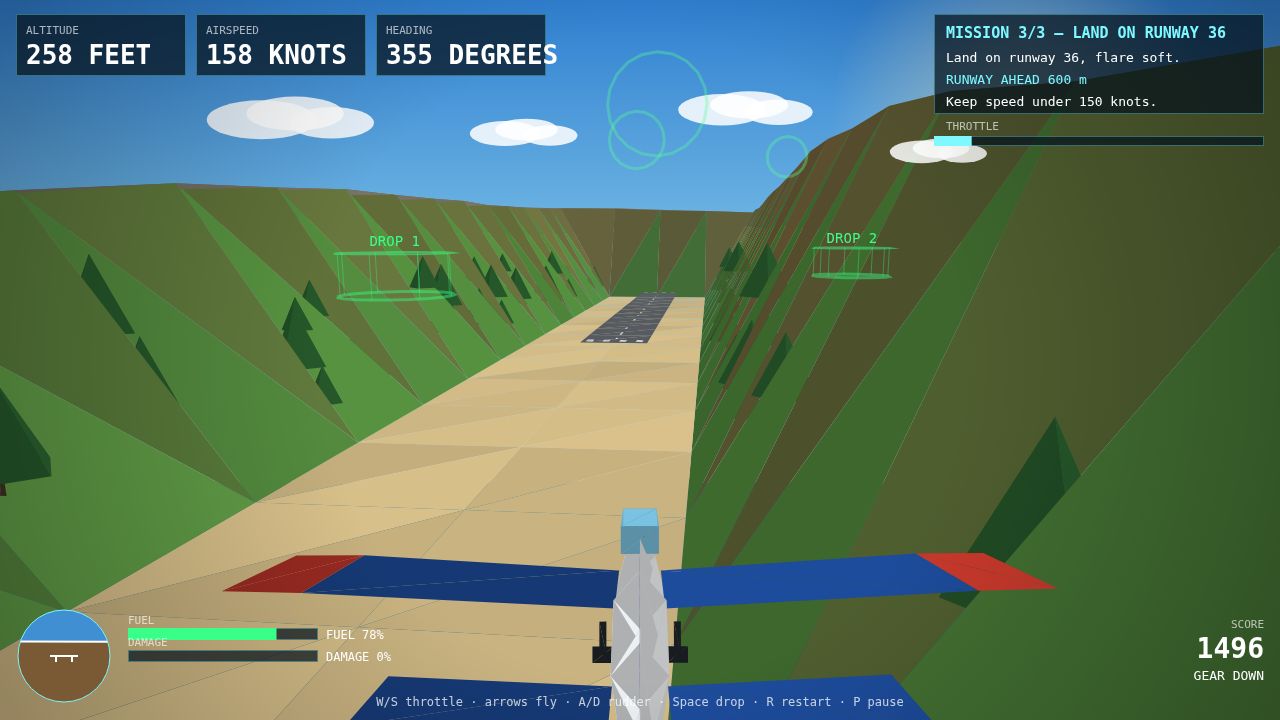 ALTITUDE
258 FEET
AIRSPEED
158 KNOTS
HEADING
355 DEGREES
MISSION 3/3 — LAND ON RUNWAY 36
Land on runway 36, flare soft.
RUNWAY AHEAD 600 m
Keep speed under 150 knots.
THROTTLE
DROP 1
DROP 2
FUEL
FUEL 78%
DAMAGE
DAMAGE 0%
SCORE
1496
GEAR DOWN
W/S throttle · arrows fly · A/D rudder · Space drop · R restart · P pause